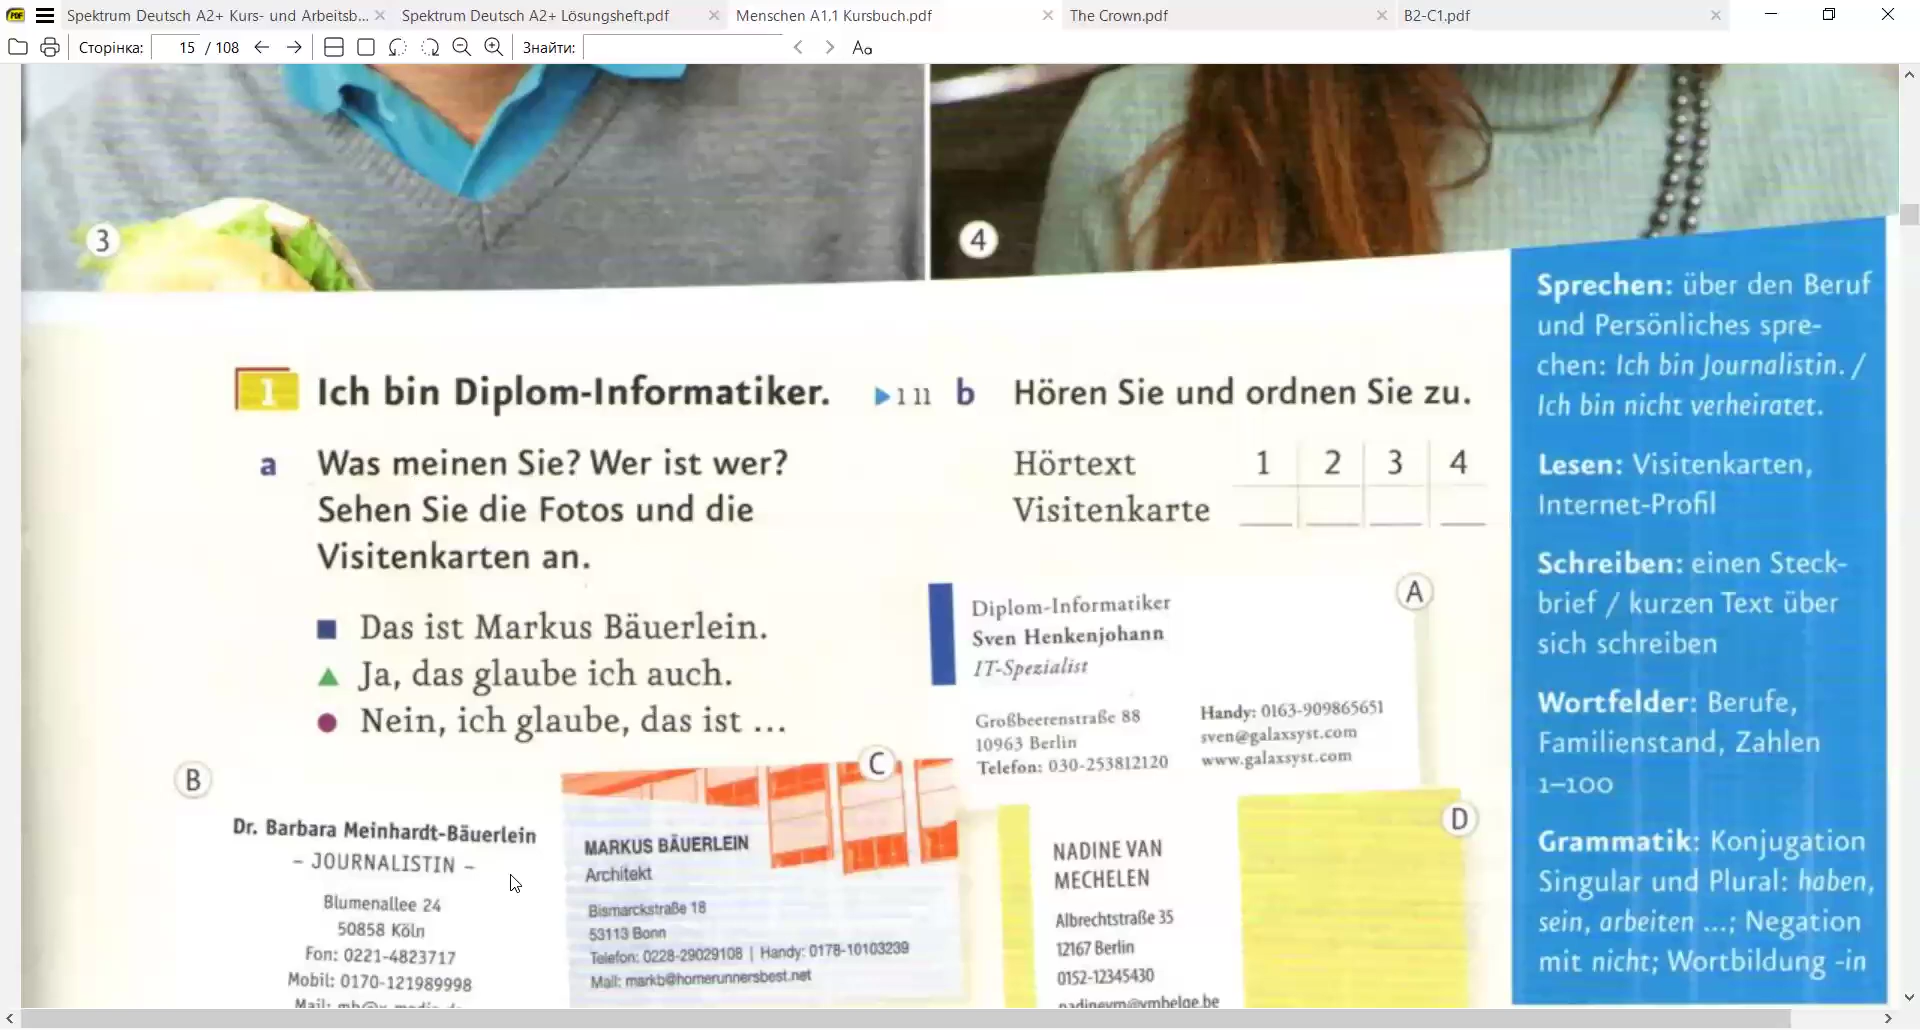 Spektrum Deutsch A2+ Kurs- und Arbeitsb...
Spektrum Deutsch A2+ Lösungsheft.pdf
Menschen A1.1 Kursbuch.pdf
The Crown.pdf
B2-C1.pdf
Сторінка: 15 / 108
Знайти:
Aa
3
4
1 Ich bin Diplom-Informatiker.
a Was meinen Sie? Wer ist wer?
Sehen Sie die Fotos und die
Visitenkarten an.
Das ist Markus Bäuerlein.
Ja, das glaube ich auch.
Nein, ich glaube, das ist ...
1 11 b Hören Sie und ordnen Sie zu.
Hörtext 1 2 3 4
Visitenkarte
A
Diplom-Informatiker
Sven Henkenjohann
IT-Spezialist
Großbeerenstraße 88
10963 Berlin
Telefon: 030-253812120
Handy: 0163-909865651
sven@galaxsyst.com
www.galaxsyst.com
B
Dr. Barbara Meinhardt-Bäuerlein
– JOURNALISTIN –
Blumenallee 24
50858 Köln
Fon: 0221-4823717
Mobil: 0170-121989998
C
MARKUS BÄUERLEIN
Architekt
Bismarckstraße 18
53113 Bonn
Telefon: 0228-29029108 | Handy: 0178-10103239
Mail: markb@homerunnersbest.net
D
NADINE VAN
MECHELEN
Albrechtstraße 35
12167 Berlin
0152-12345430
nadinevm@vmbelge.be
Sprechen: über den Beruf
und Persönliches spre-
chen: Ich bin Journalistin. /
Ich bin nicht verheiratet.
Lesen: Visitenkarten,
Internet-Profil
Schreiben: einen Steck-
brief / kurzen Text über
sich schreiben
Wortfelder: Berufe,
Familienstand, Zahlen
1–100
Grammatik: Konjugation
Singular und Plural: haben,
sein, arbeiten ...; Negation
mit nicht; Wortbildung -in